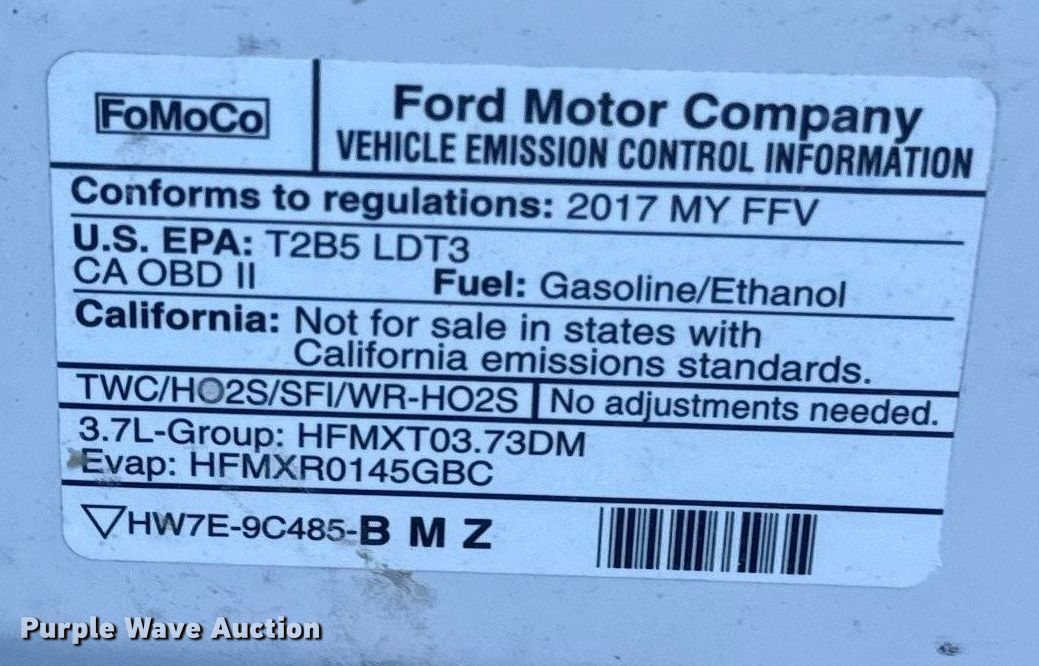 FoMoCo
Ford Motor Company
VEHICLE EMISSION CONTROL INFORMATION
Conforms to regulations: 2017 MY FFV
U.S. EPA: T2B5 LDT3
CA OBD II Fuel: Gasoline/Ethanol
California: Not for sale in states with
California emissions standards.
TWC/HO2S/SFI/WR-HO2S No adjustments needed.
3.7L-Group: HFMXT03.73DM
Evap: HFMXR0145GBC
HW7E-9C485-B M Z
Purple Wave Auction